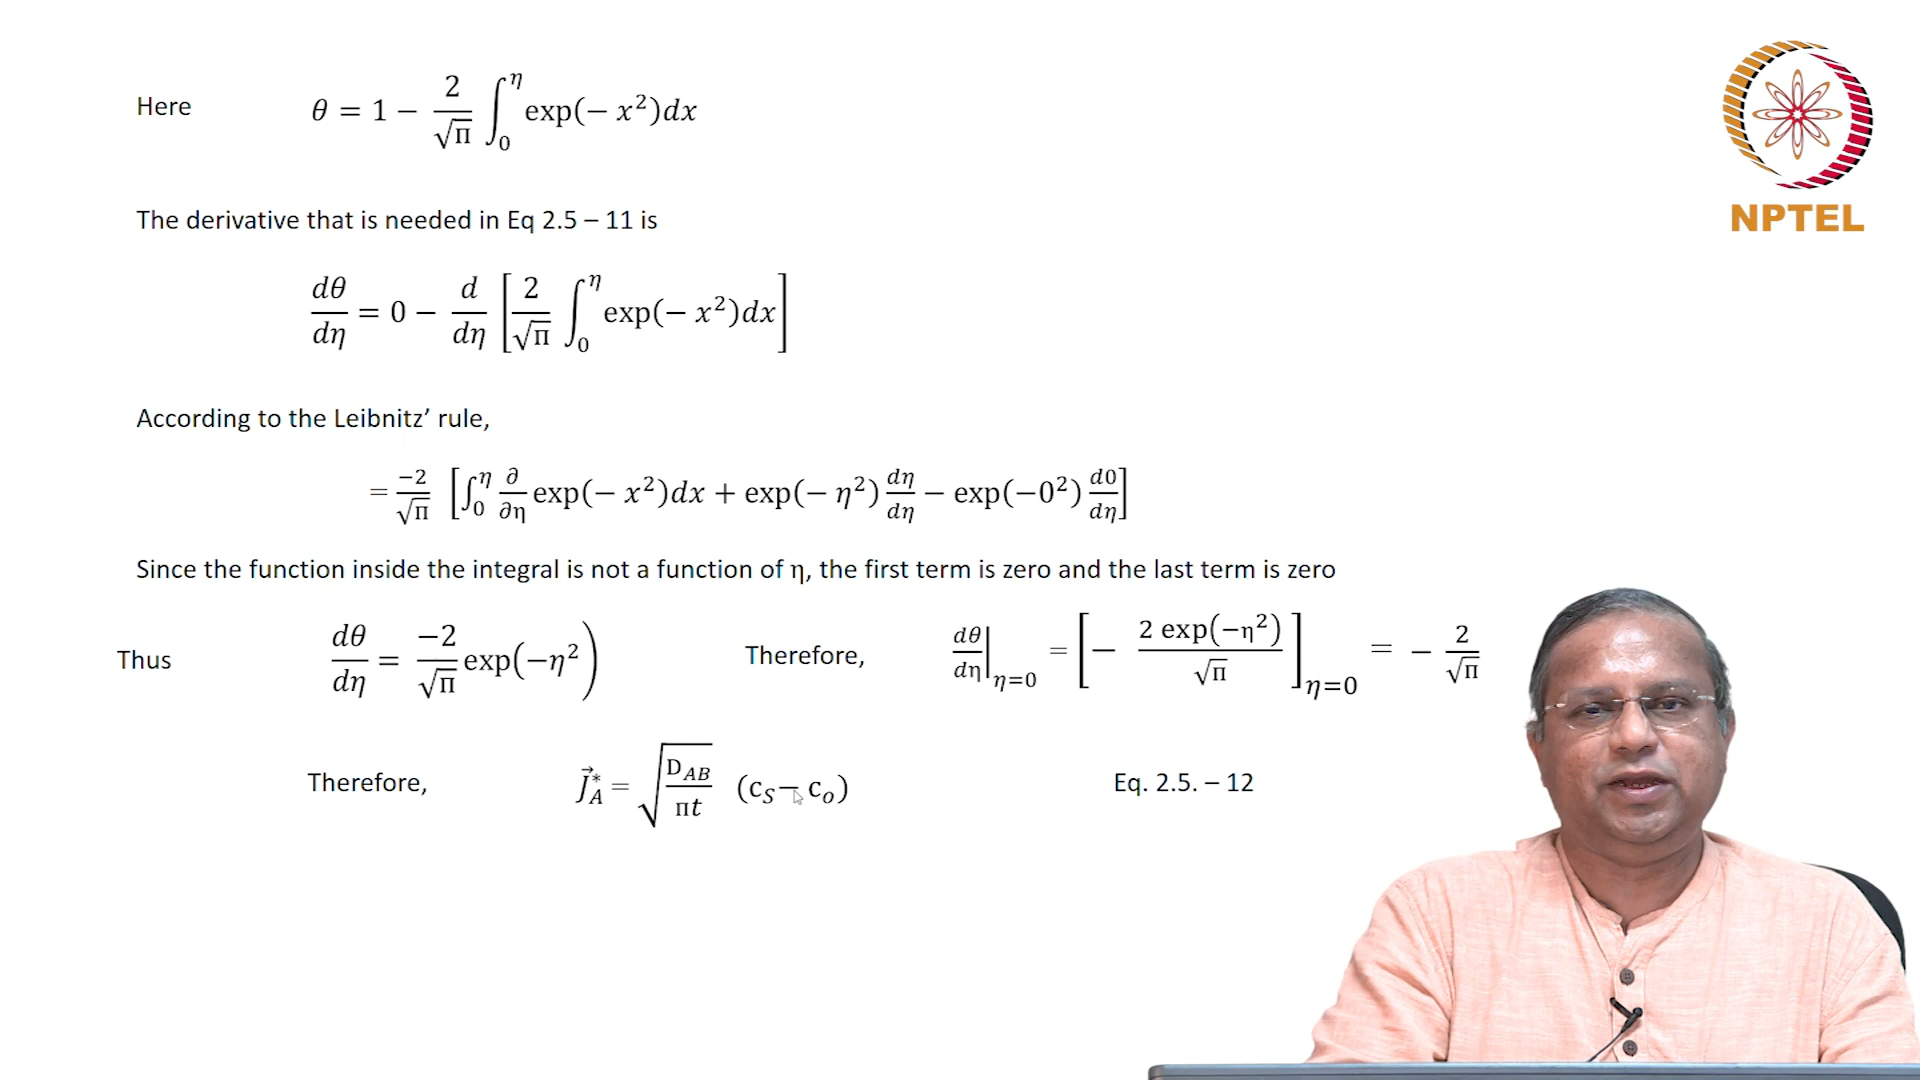 NPTEL
Here θ = 1 − 2/√π ∫₀^η exp(− x²)dx
The derivative that is needed in Eq 2.5 – 11 is
dθ/dη = 0 − d/dη [2/√π ∫₀^η exp(− x²)dx]
According to the Leibnitz’ rule,
= −2/√π [∫₀^η ∂/∂η exp(− x²)dx + exp(− η²) dη/dη − exp(−0²) d0/dη]
Since the function inside the integral is not a function of η, the first term is zero and the last term is zero
Thus dθ/dη = −2/√π exp(−η²) Therefore, dθ/dη|η=0 = [− 2 exp(−η²)/√π]η=0 = − 2/√π
Therefore, J⃗*A = √(D_AB/πt) (c_S − c_o) Eq. 2.5. – 12